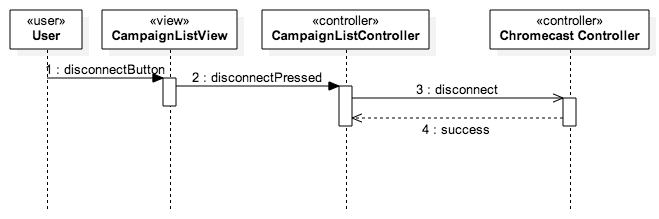 «user»
User
«view»
CampaignListView
«controller»
CampaignListController
«controller»
Chromecast Controller
1 : disconnectButton
2 : disconnectPressed
3 : disconnect
4 : success